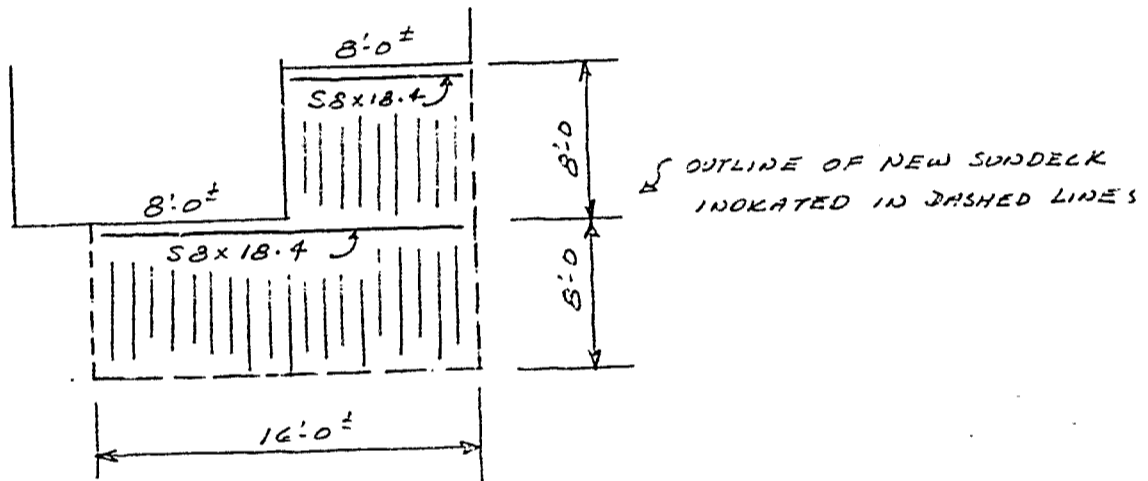 8'-0 ±
S8x18.4
8'-0
OUTLINE OF NEW SUNDECK
INDICATED IN DASHED LINES
8'-0 ±
S8x18.4
8'-0
16'-0 ±